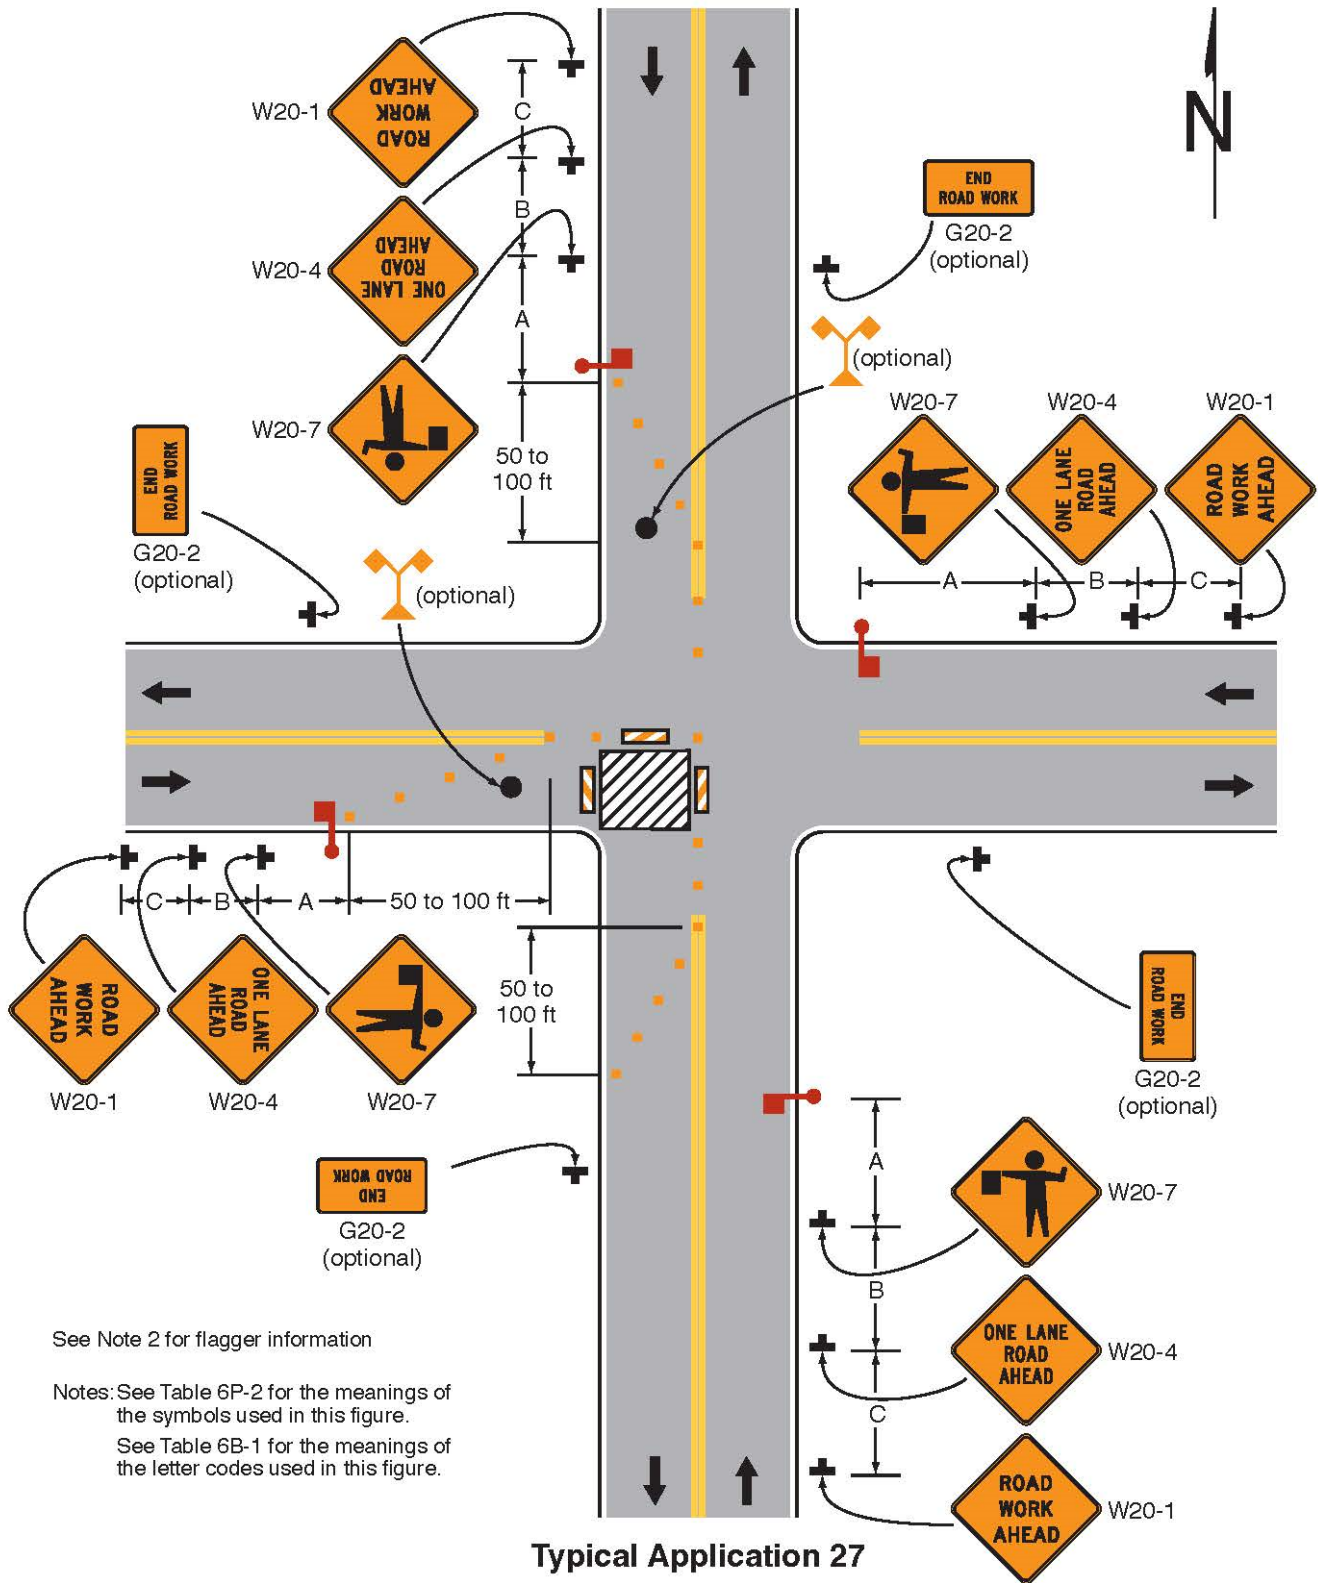 ROAD
WORK
AHEAD
W20-1
ONE LANE
ROAD
AHEAD
W20-4
W20-7
C
B
A
50 to
100 ft
N
END
ROAD WORK
G20-2
(optional)
(optional)
END
ROAD WORK
G20-2
(optional)
(optional)
W20-7
W20-4
W20-1
ONE LANE
ROAD
AHEAD
ROAD
WORK
AHEAD
A
B
C
C
B
A
50 to 100 ft
ROAD
WORK
AHEAD
ONE LANE
ROAD
AHEAD
W20-1
W20-4
W20-7
50 to
100 ft
END
ROAD WORK
G20-2
(optional)
END
ROAD WORK
G20-2
(optional)
A
B
C
W20-7
ONE LANE
ROAD
AHEAD
W20-4
ROAD
WORK
AHEAD
W20-1
See Note 2 for flagger information
Notes: See Table 6P-2 for the meanings of
the symbols used in this figure.
See Table 6B-1 for the meanings of
the letter codes used in this figure.
Typical Application 27